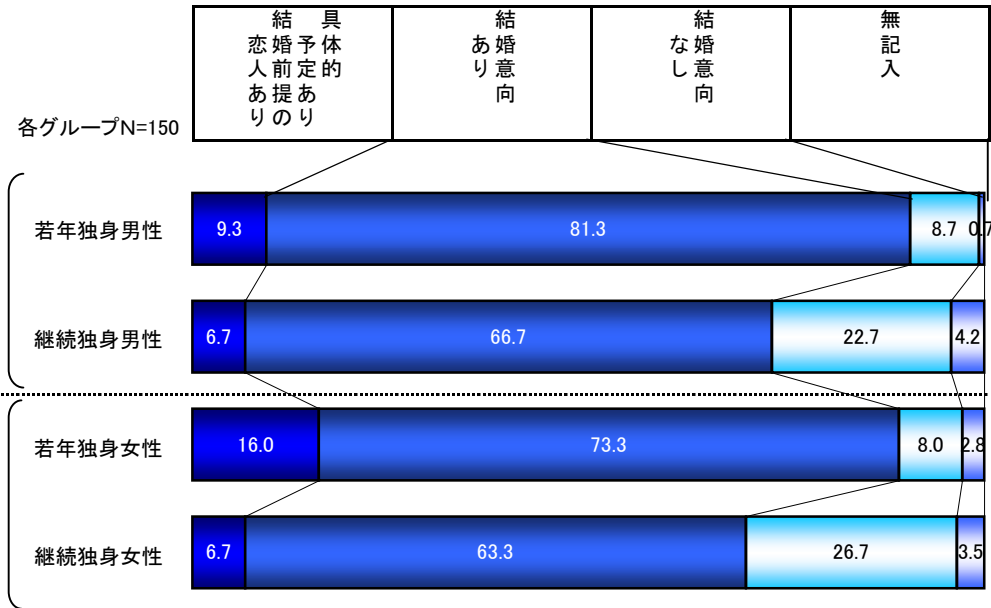 具体的
予定あり
結婚前提の
恋人あり
結婚意向
あり
結婚意向
なし
無記入
各グループN=150
若年独身男性 9.3 81.3 8.7 0.7
継続独身男性 6.7 66.7 22.7 4.2
若年独身女性 16.0 73.3 8.0 2.8
継続独身女性 6.7 63.3 26.7 3.5